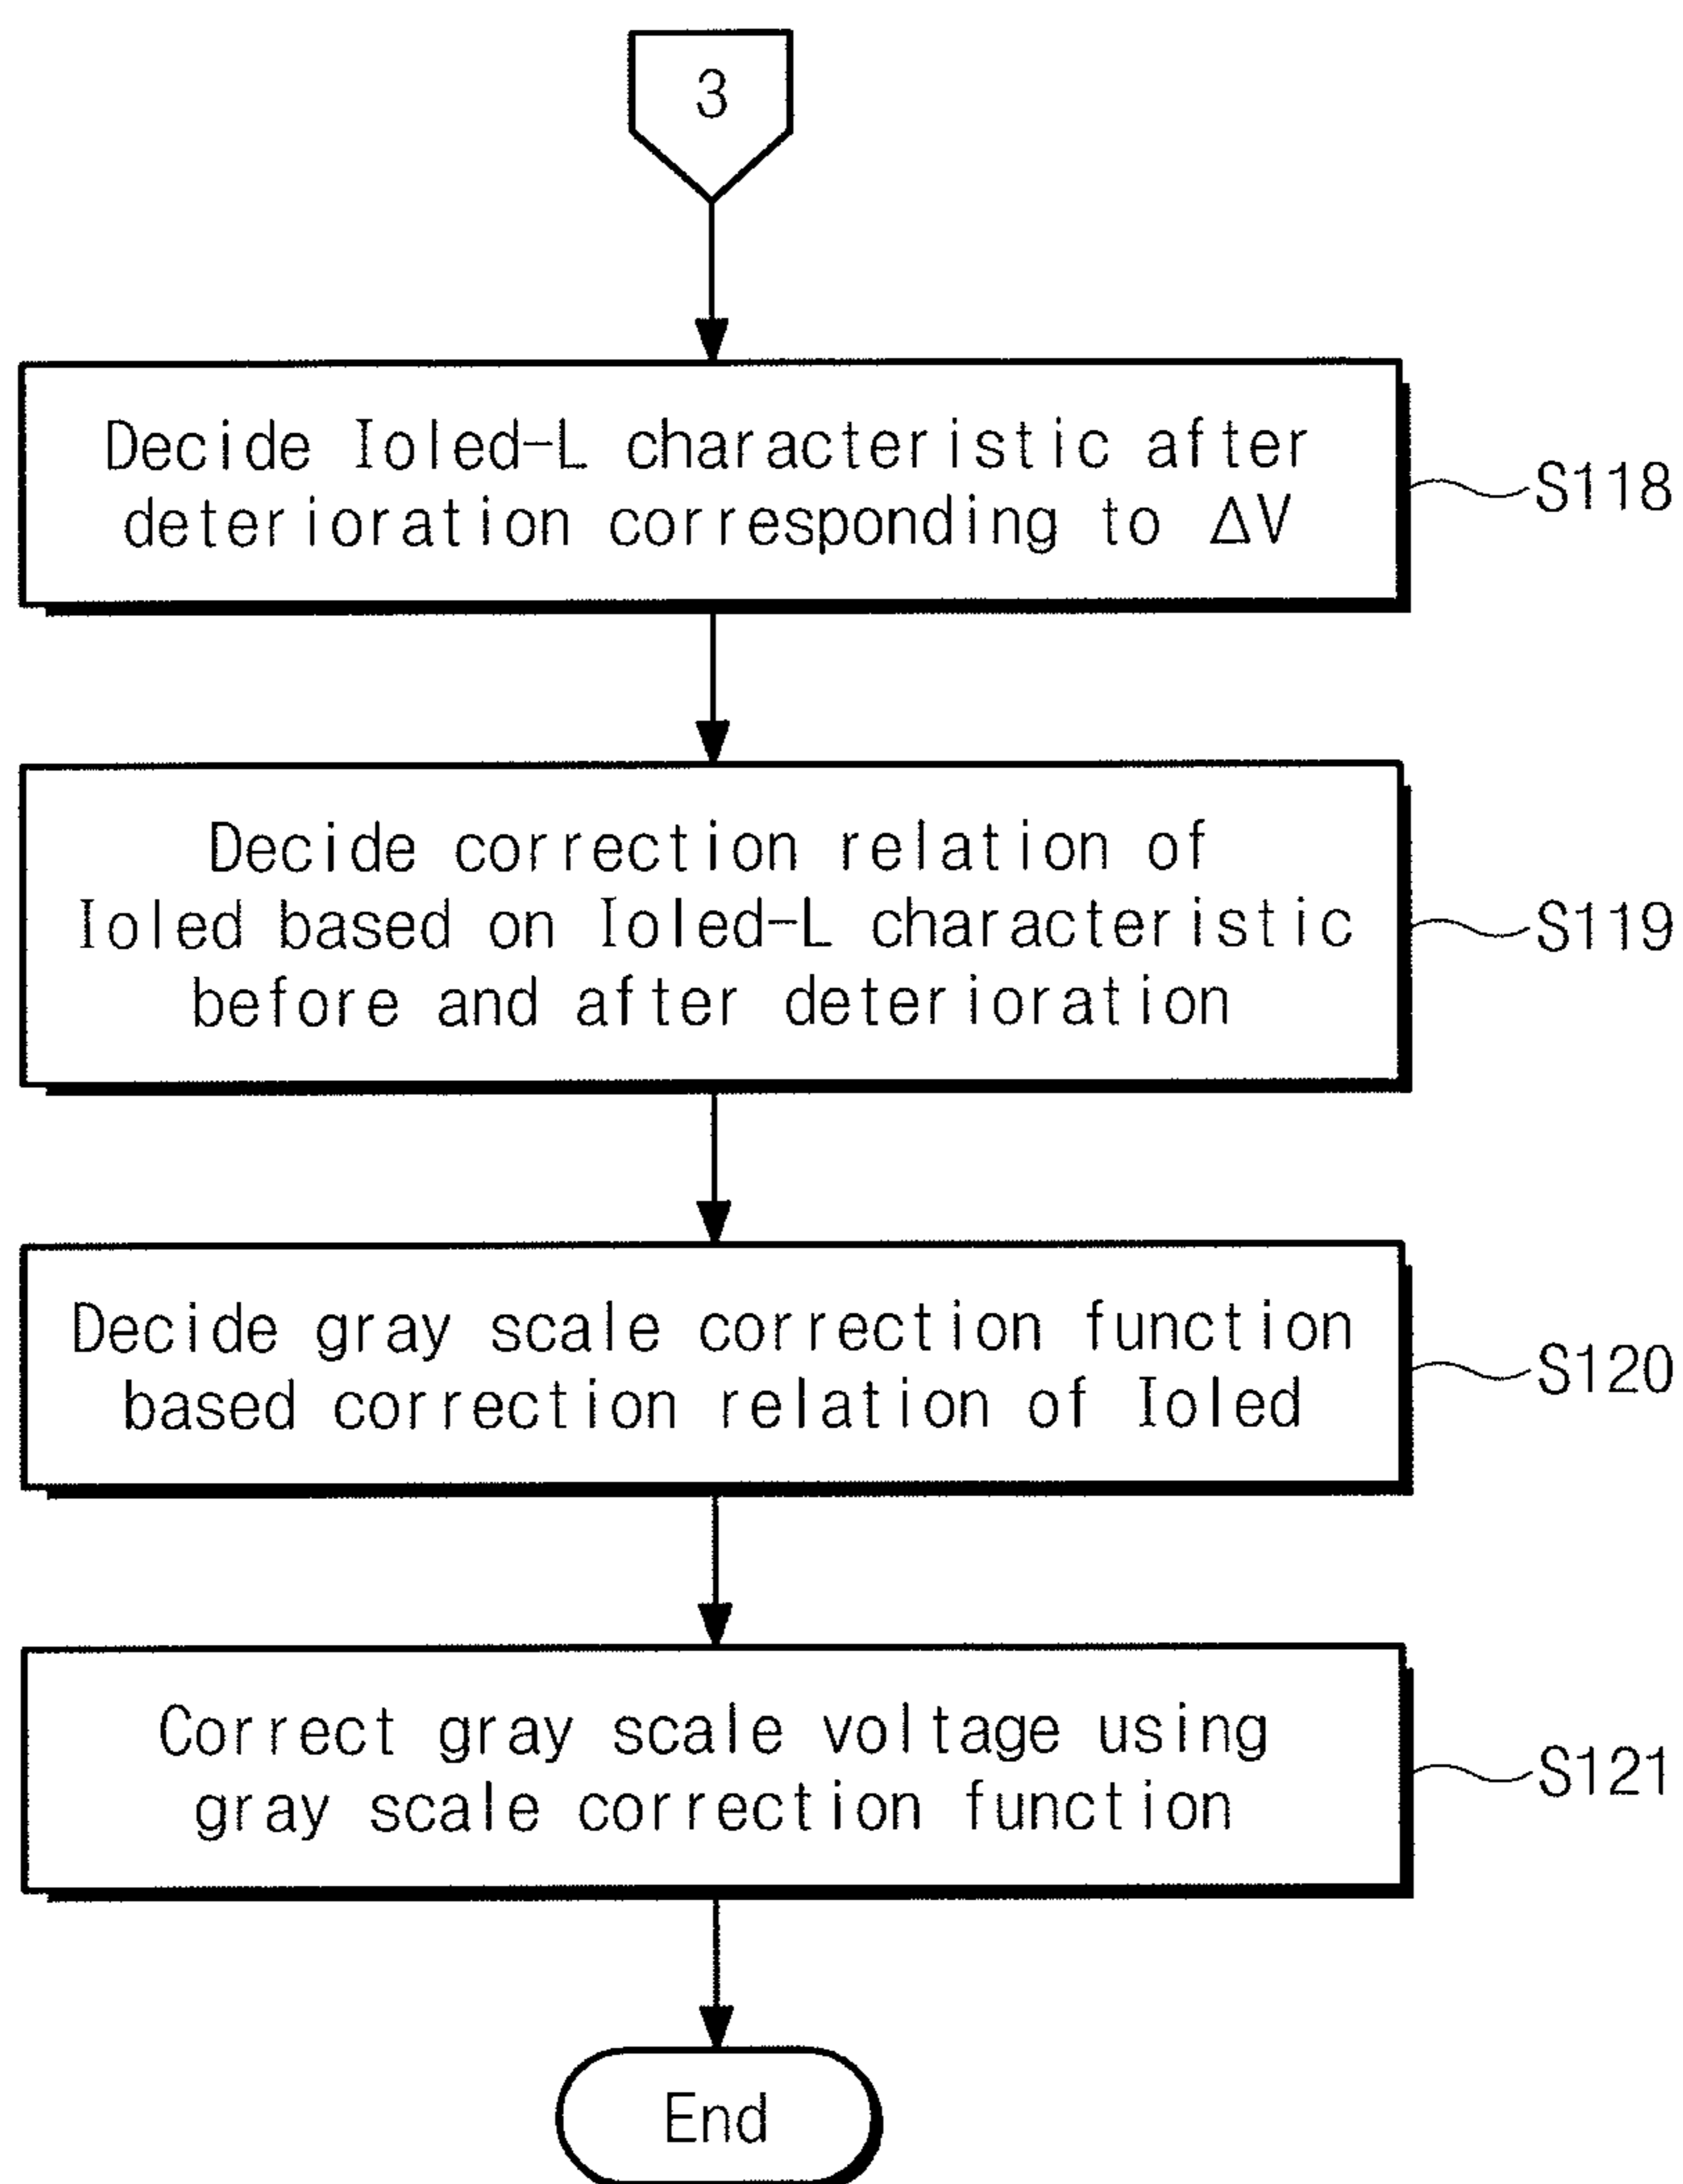 3
Decide Ioled-L characteristic after
deterioration corresponding to ΔV
S118
Decide correction relation of
Ioled based on Ioled-L characteristic
before and after deterioration
S119
Decide gray scale correction function
based correction relation of Ioled
S120
Correct gray scale voltage using
gray scale correction function
S121
End